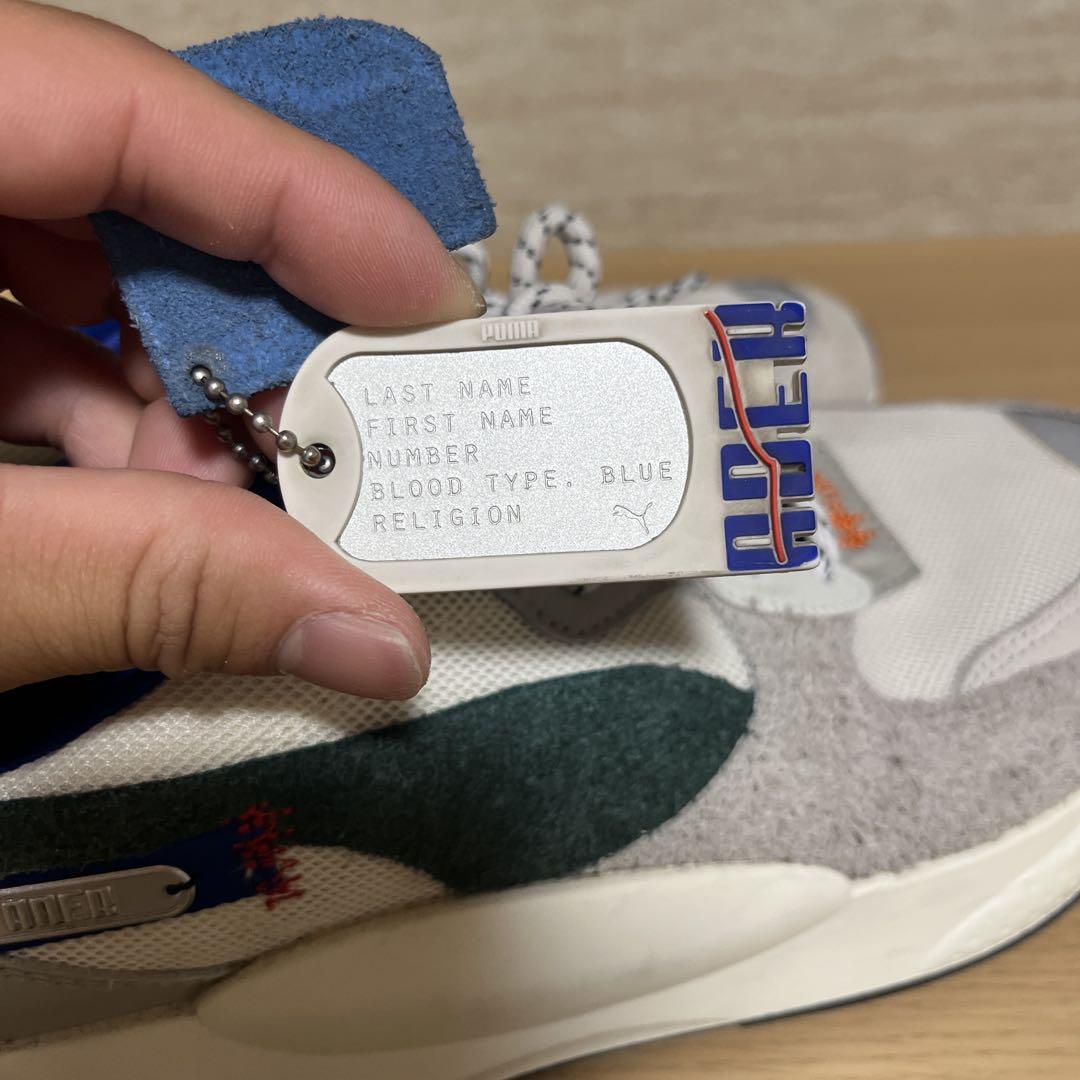 PUMA
LAST NAME
FIRST NAME
NUMBER
BLOOD TYPE. BLUE
RELIGION
ADER
ADER